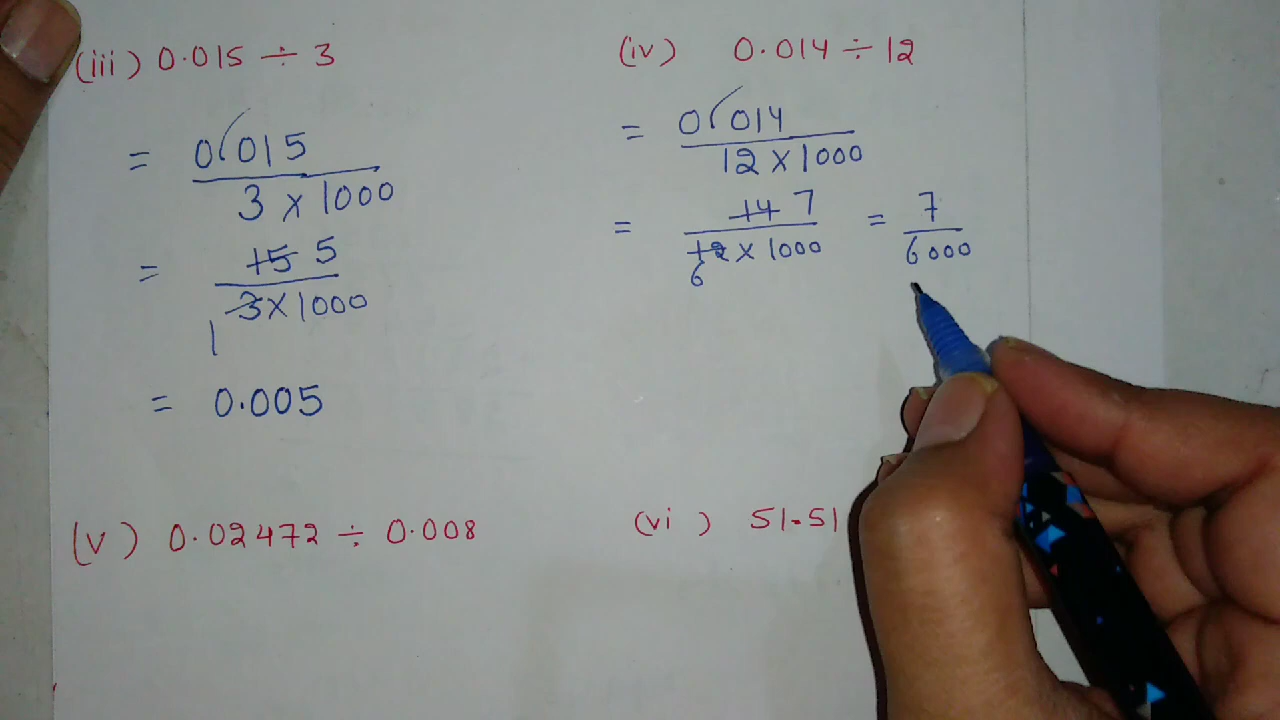 (iii) 0.015 ÷ 3
= 0.015
3 × 1000
= 15 5
3 × 1000
1
= 0.005
(iv) 0.014 ÷ 12
= 0.014
12 × 1000
= 14 7 = 7
12 × 1000 6000
6
(v) 0.02472 ÷ 0.008
(vi) 51.51